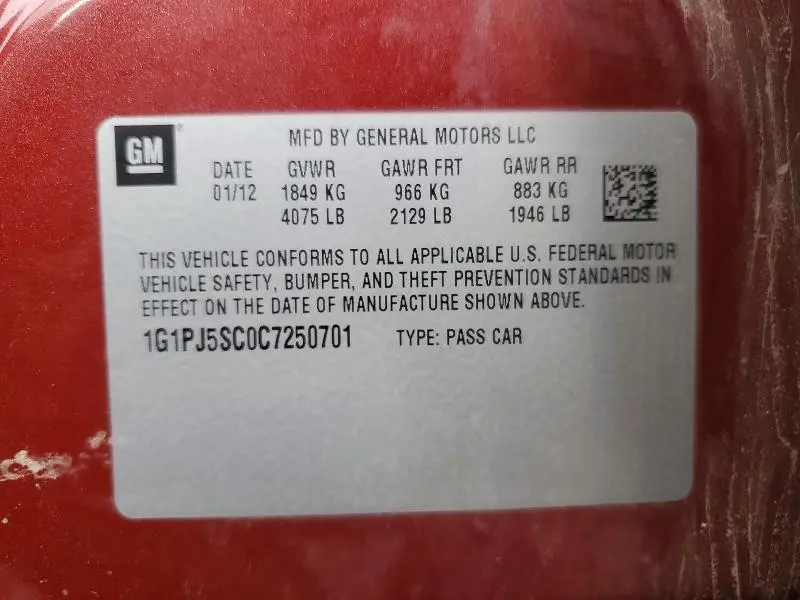 GM
MFD BY GENERAL MOTORS LLC
DATE GVWR GAWR FRT GAWR RR
01/12 1849 KG 966 KG 883 KG
4075 LB 2129 LB 1946 LB
THIS VEHICLE CONFORMS TO ALL APPLICABLE U.S. FEDERAL MOTOR
VEHICLE SAFETY, BUMPER, AND THEFT PREVENTION STANDARDS IN
EFFECT ON THE DATE OF MANUFACTURE SHOWN ABOVE.
1G1PJ5SC0C7250701 TYPE: PASS CAR